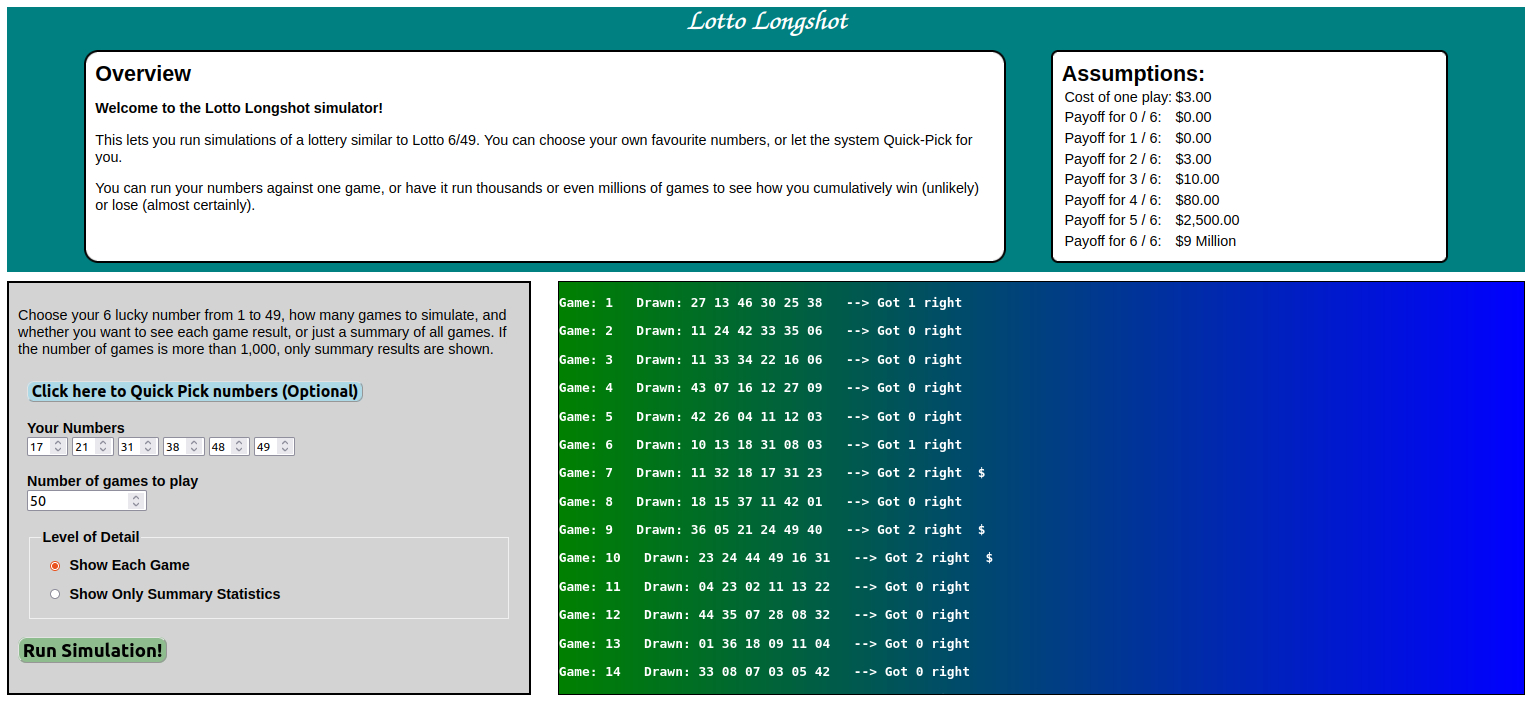 Lotto Longshot
Overview
Welcome to the Lotto Longshot simulator!
This lets you run simulations of a lottery similar to Lotto 6/49. You can choose your own favourite numbers, or let the system Quick-Pick for
you.
You can run your numbers against one game, or have it run thousands or even millions of games to see how you cumulatively win (unlikely)
or lose (almost certainly).
Assumptions:
Cost of one play: $3.00
Payoff for 0 / 6: $0.00
Payoff for 1 / 6: $0.00
Payoff for 2 / 6: $3.00
Payoff for 3 / 6: $10.00
Payoff for 4 / 6: $80.00
Payoff for 5 / 6: $2,500.00
Payoff for 6 / 6: $9 Million
Choose your 6 lucky number from 1 to 49, how many games to simulate, and
whether you want to see each game result, or just a summary of all games. If
the number of games is more than 1,000, only summary results are shown.
Click here to Quick Pick numbers (Optional)
Your Numbers
17 21 31 38 48 49
Number of games to play
50
Level of Detail
Show Each Game
Show Only Summary Statistics
Run Simulation!
Game: 1 Drawn: 27 13 46 30 25 38 --> Got 1 right
Game: 2 Drawn: 11 24 42 33 35 06 --> Got 0 right
Game: 3 Drawn: 11 33 34 22 16 06 --> Got 0 right
Game: 4 Drawn: 43 07 16 12 27 09 --> Got 0 right
Game: 5 Drawn: 42 26 04 11 12 03 --> Got 0 right
Game: 6 Drawn: 10 13 18 31 08 03 --> Got 1 right
Game: 7 Drawn: 11 32 18 17 31 23 --> Got 2 right $
Game: 8 Drawn: 18 15 37 11 42 01 --> Got 0 right
Game: 9 Drawn: 36 05 21 24 49 40 --> Got 2 right $
Game: 10 Drawn: 23 24 44 49 16 31 --> Got 2 right $
Game: 11 Drawn: 04 23 02 11 13 22 --> Got 0 right
Game: 12 Drawn: 44 35 07 28 08 32 --> Got 0 right
Game: 13 Drawn: 01 36 18 09 11 04 --> Got 0 right
Game: 14 Drawn: 33 08 07 03 05 42 --> Got 0 right